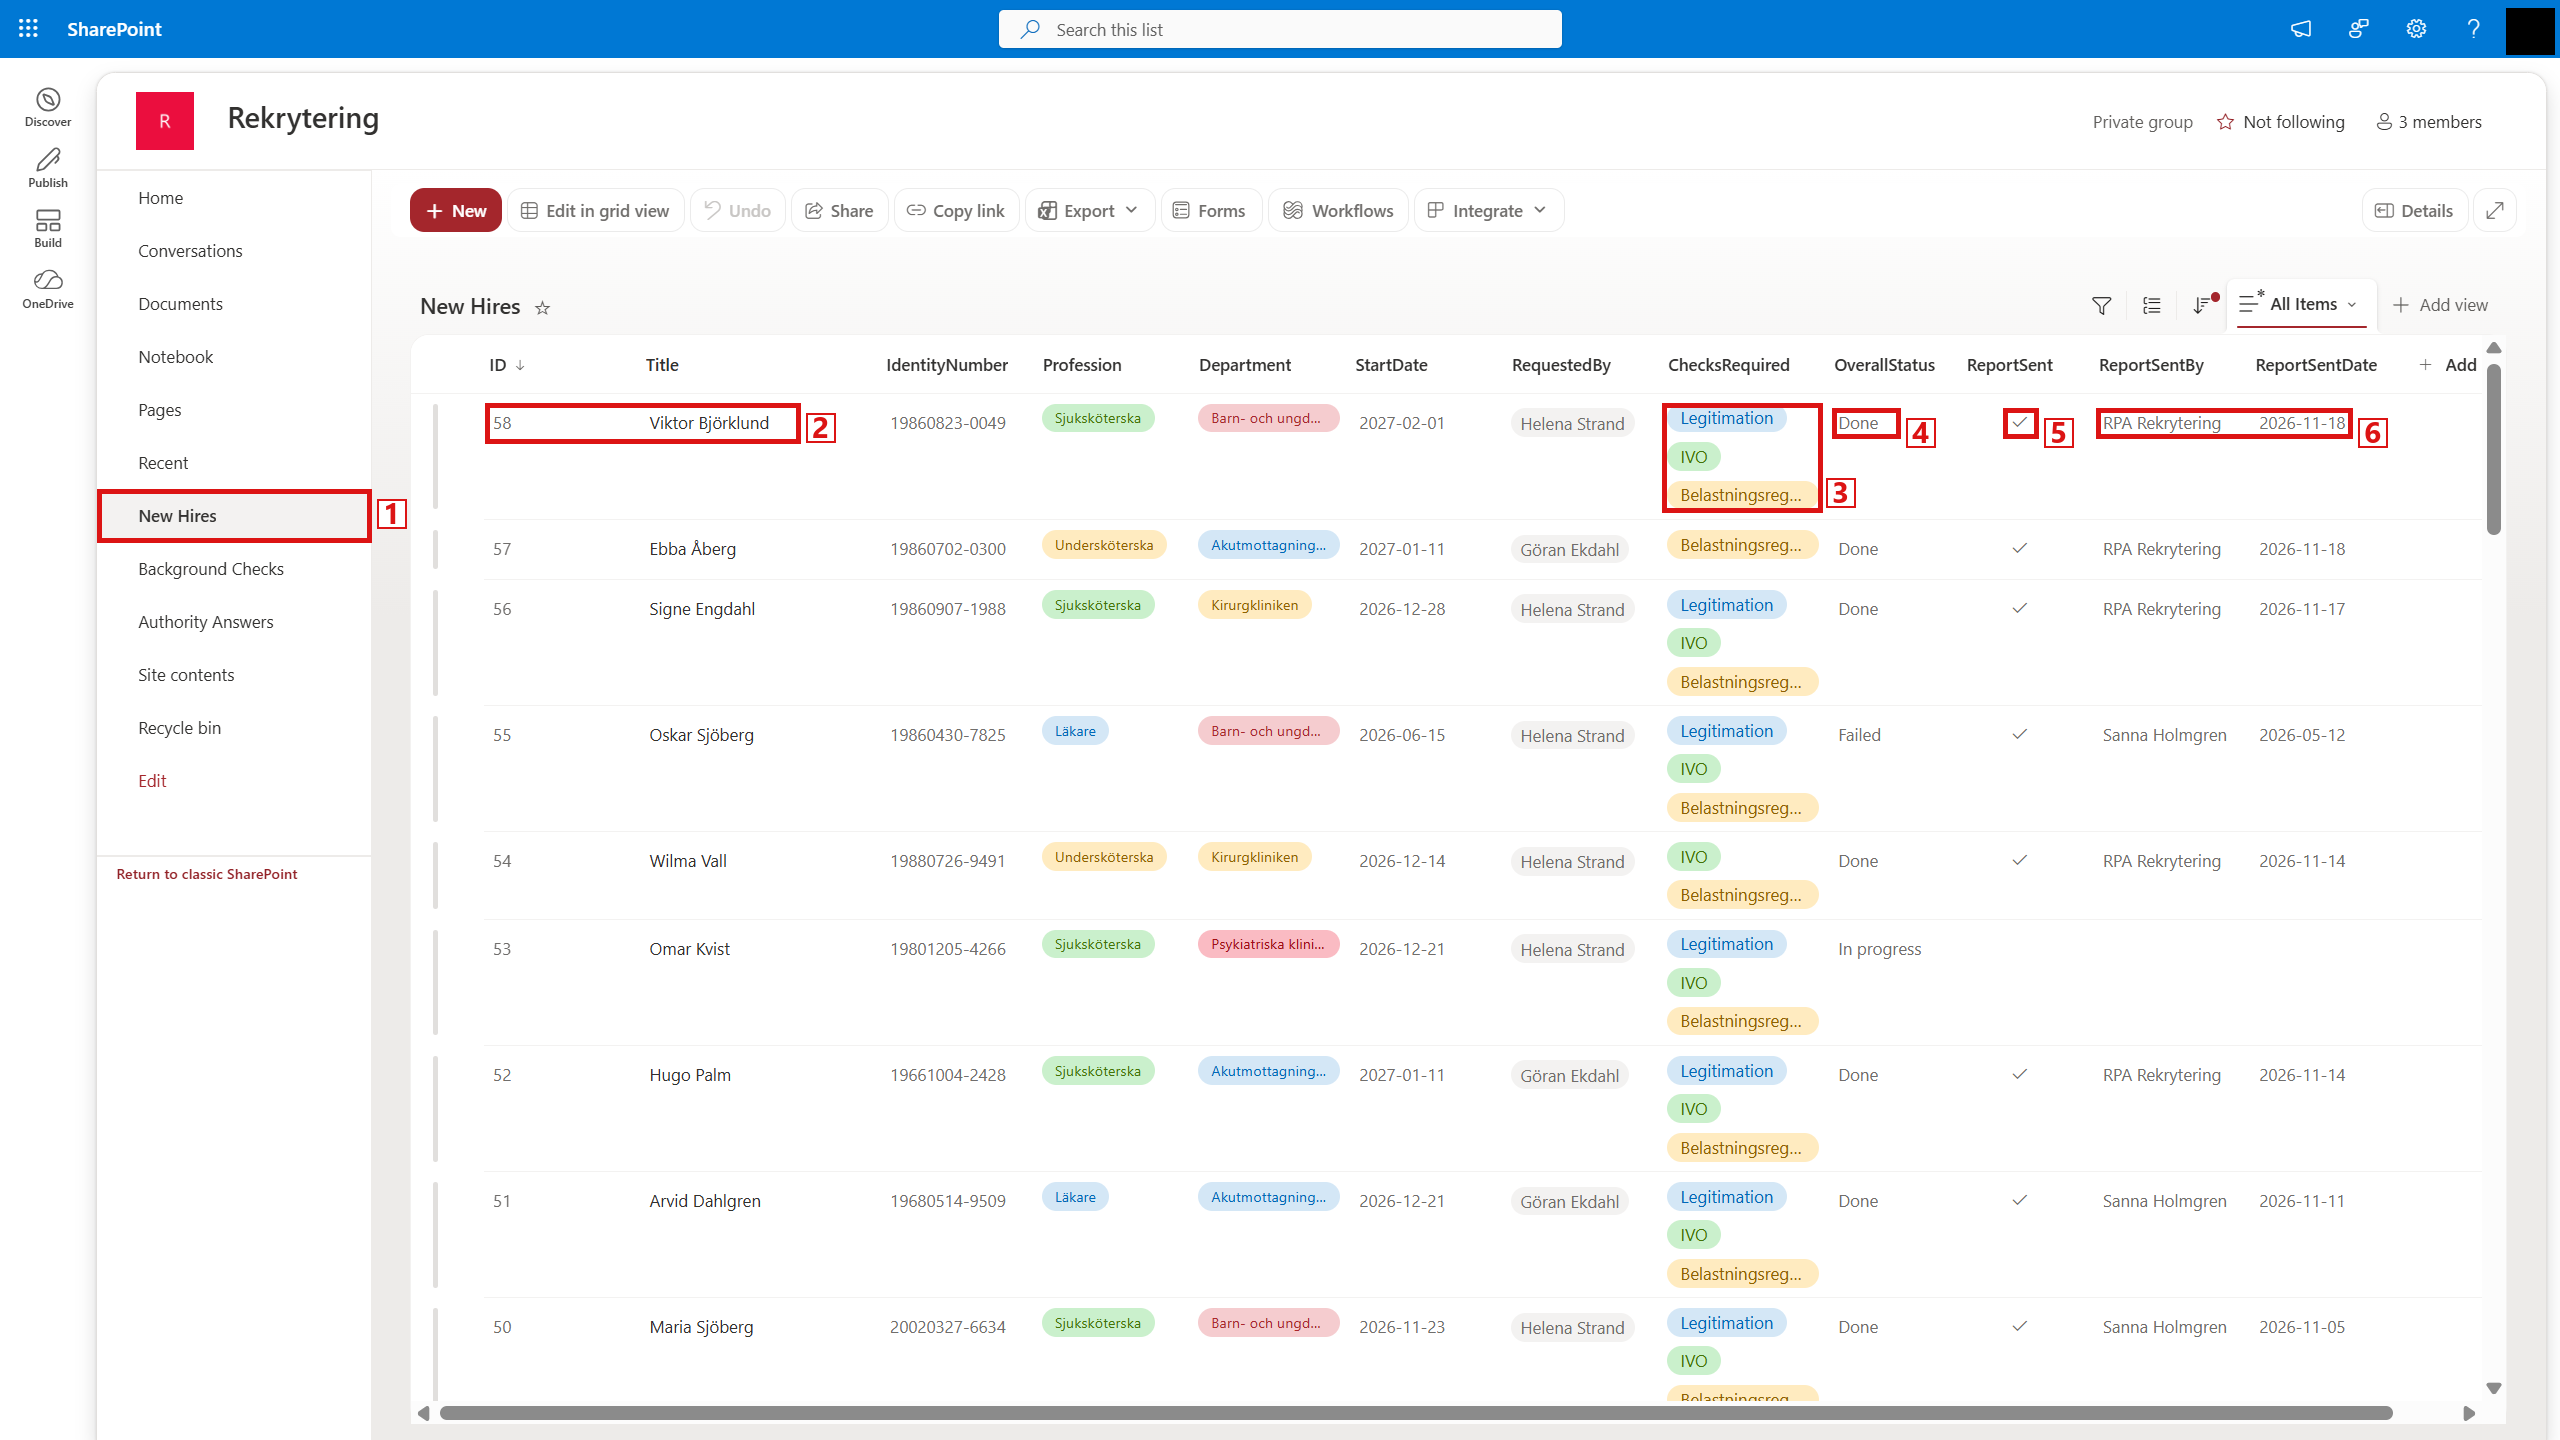 SharePoint
Search this list
Discover
Publish
Build
OneDrive
R
Rekrytering
Private group
Not following
3 members
Home
Conversations
Documents
Notebook
Pages
Recent
New Hires
1
Background Checks
Authority Answers
Site contents
Recycle bin
Edit
Return to classic SharePoint
+ New
Edit in grid view
Undo
Share
Copy link
Export
Forms
Workflows
Integrate
Details
New Hires
All Items
Add view
ID Title IdentityNumber Profession Department StartDate RequestedBy ChecksRequired OverallStatus ReportSent ReportSentBy ReportSentDate + Add
58 Viktor Björklund 2 19860823-0049 Sjuksköterska Barn- och ungd... 2027-02-01 Helena Strand Legitimation Done 4 ✓ 5 RPA Rekrytering 2026-11-18 6
IVO
Belastningsreg... 3
57 Ebba Åberg 19860702-0300 Undersköterska Akutmottagning... 2027-01-11 Göran Ekdahl Belastningsreg... Done ✓ RPA Rekrytering 2026-11-18
56 Signe Engdahl 19860907-1988 Sjuksköterska Kirurgkliniken 2026-12-28 Helena Strand Legitimation Done ✓ RPA Rekrytering 2026-11-17
IVO
Belastningsreg...
55 Oskar Sjöberg 19860430-7825 Läkare Barn- och ungd... 2026-06-15 Helena Strand Legitimation Failed ✓ Sanna Holmgren 2026-05-12
IVO
Belastningsreg...
54 Wilma Vall 19880726-9491 Undersköterska Kirurgkliniken 2026-12-14 Helena Strand IVO Done ✓ RPA Rekrytering 2026-11-14
Belastningsreg...
53 Omar Kvist 19801205-4266 Sjuksköterska Psykiatriska klini... 2026-12-21 Helena Strand Legitimation In progress
IVO
Belastningsreg...
52 Hugo Palm 19661004-2428 Sjuksköterska Akutmottagning... 2027-01-11 Göran Ekdahl Legitimation Done ✓ RPA Rekrytering 2026-11-14
IVO
Belastningsreg...
51 Arvid Dahlgren 19680514-9509 Läkare Akutmottagning... 2026-12-21 Göran Ekdahl Legitimation Done ✓ Sanna Holmgren 2026-11-11
IVO
Belastningsreg...
50 Maria Sjöberg 20020327-6634 Sjuksköterska Barn- och ungd... 2026-11-23 Helena Strand Legitimation Done ✓ Sanna Holmgren 2026-11-05
IVO
Belastningsreg...